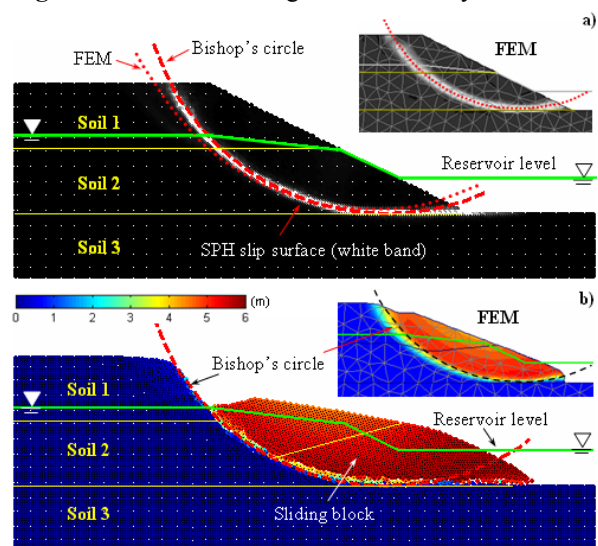 a)
Bishop's circle
FEM
FEM
Soil 1
Reservoir level
Soil 2
SPH slip surface (white band)
Soil 3
(m)
0 1 2 3 4 5 6
b)
FEM
Bishop's circle
Soil 1
Reservoir level
Soil 2
Sliding block
Soil 3